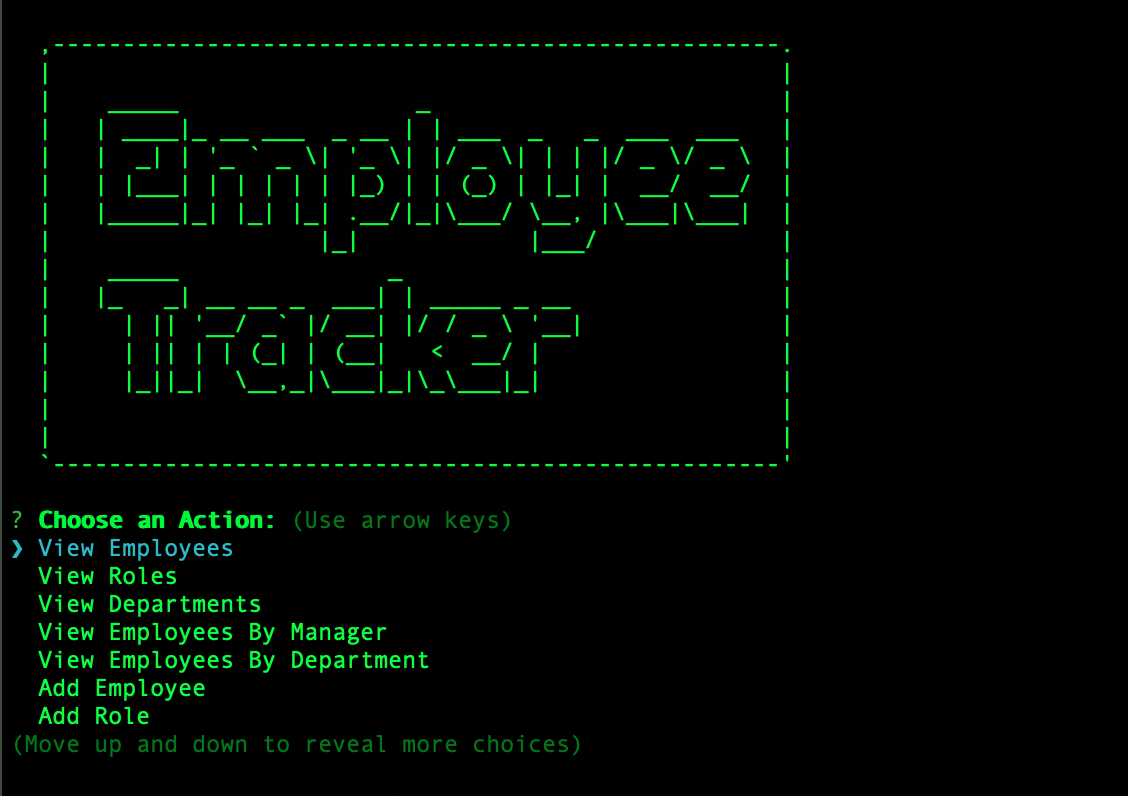 Employee
Tracker
? Choose an Action: (Use arrow keys)
❯ View Employees
View Roles
View Departments
View Employees By Manager
View Employees By Department
Add Employee
Add Role
(Move up and down to reveal more choices)